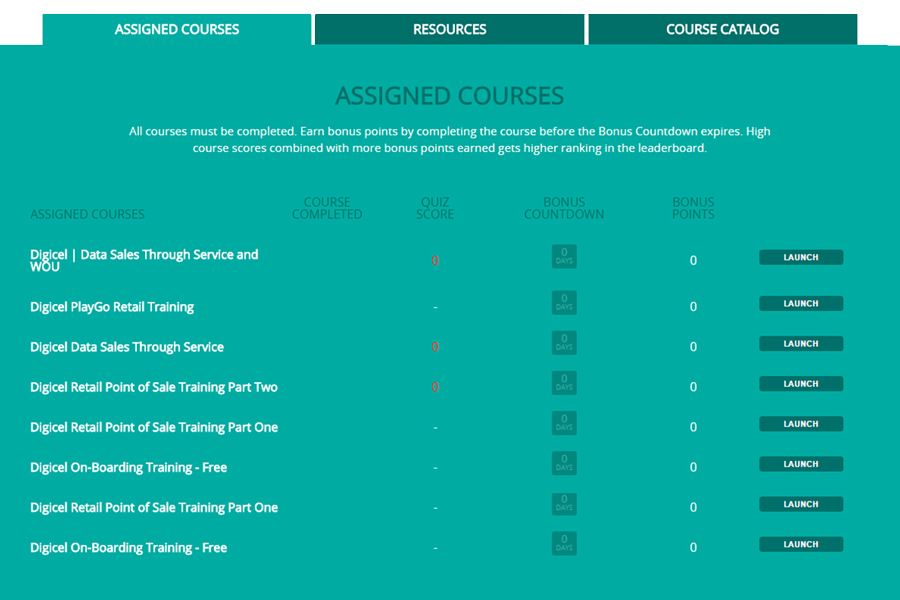 ASSIGNED COURSES
RESOURCES
COURSE CATALOG
ASSIGNED COURSES
All courses must be completed. Earn bonus points by completing the course before the Bonus Countdown expires. High
course scores combined with more bonus points earned gets higher ranking in the leaderboard.
ASSIGNED COURSES
COURSE
COMPLETED
QUIZ
SCORE
BONUS
COUNTDOWN
BONUS
POINTS
Digicel | Data Sales Through Service and
WOU
0
0
DAYS
0
LAUNCH
Digicel PlayGo Retail Training
-
0
DAYS
0
LAUNCH
Digicel Data Sales Through Service
0
0
DAYS
0
LAUNCH
Digicel Retail Point of Sale Training Part Two
0
0
DAYS
0
LAUNCH
Digicel Retail Point of Sale Training Part One
-
0
DAYS
0
LAUNCH
Digicel On-Boarding Training - Free
-
0
DAYS
0
LAUNCH
Digicel Retail Point of Sale Training Part One
-
0
DAYS
0
LAUNCH
Digicel On-Boarding Training - Free
-
0
DAYS
0
LAUNCH